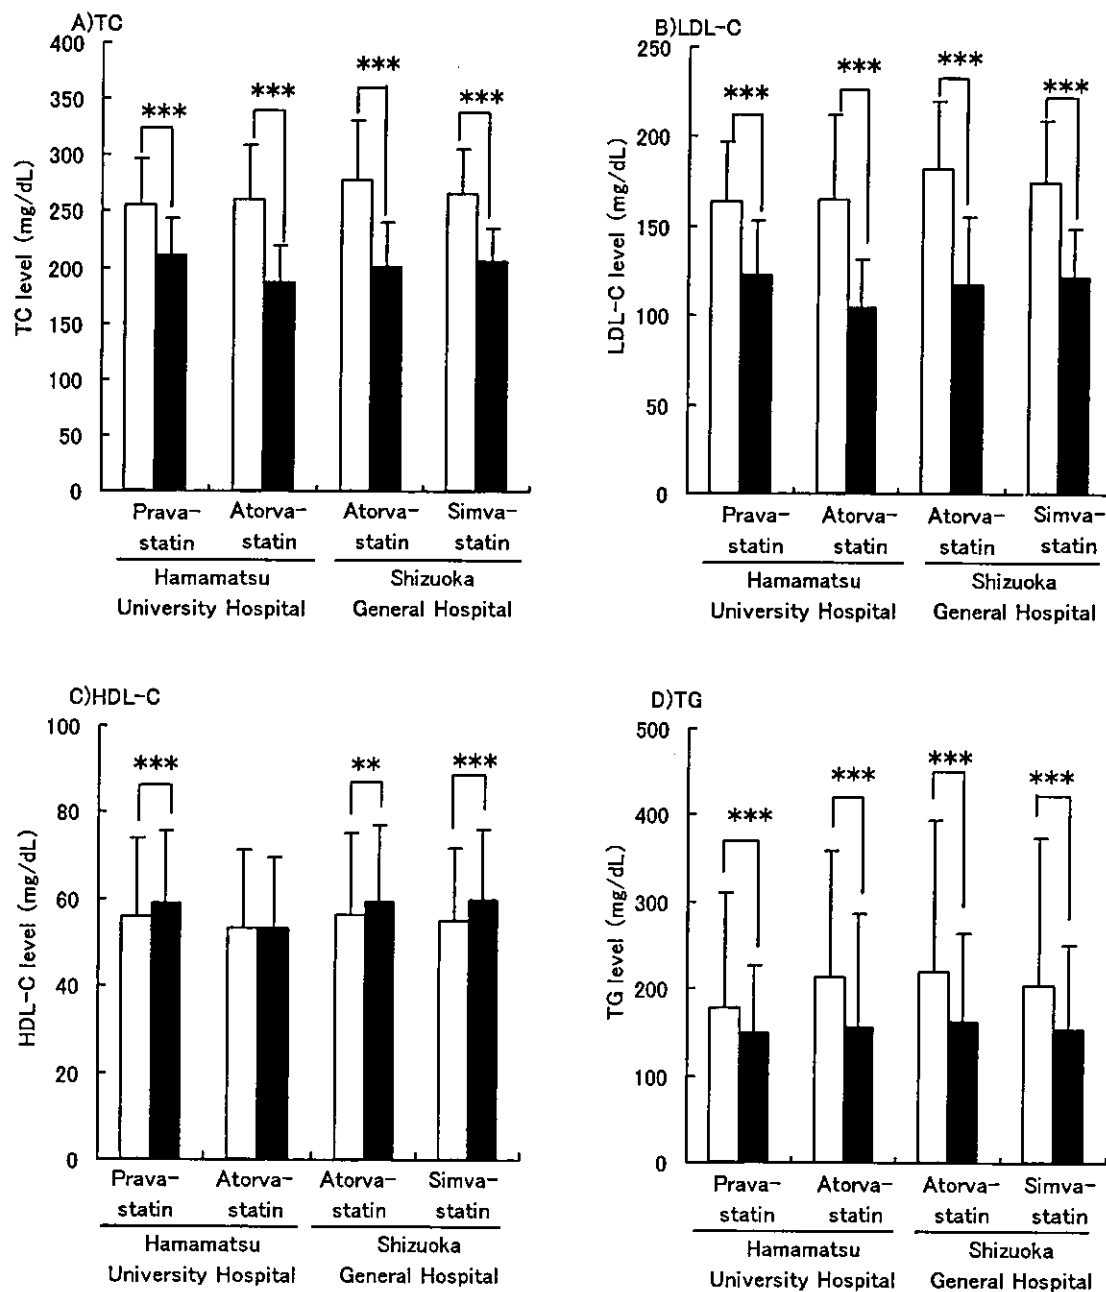 A)TC
TC level (mg/dL)
400
350
300
250
200
150
100
50
0
***
***
***
***
Prava-
statin
Atorva-
statin
Atorva-
statin
Simva-
statin
Hamamatsu
University Hospital
Shizuoka
General Hospital
B)LDL-C
LDL-C level (mg/dL)
250
200
150
100
50
0
***
***
***
***
Prava-
statin
Atorva-
statin
Atorva-
statin
Simva-
statin
Hamamatsu
University Hospital
Shizuoka
General Hospital
C)HDL-C
HDL-C level (mg/dL)
100
80
60
40
20
0
***
**
***
Prava-
statin
Atorva-
statin
Atorva-
statin
Simva-
statin
Hamamatsu
University Hospital
Shizuoka
General Hospital
D)TG
TG level (mg/dL)
500
400
300
200
100
0
***
***
***
***
Prava-
statin
Atorva-
statin
Atorva-
statin
Simva-
statin
Hamamatsu
University Hospital
Shizuoka
General Hospital